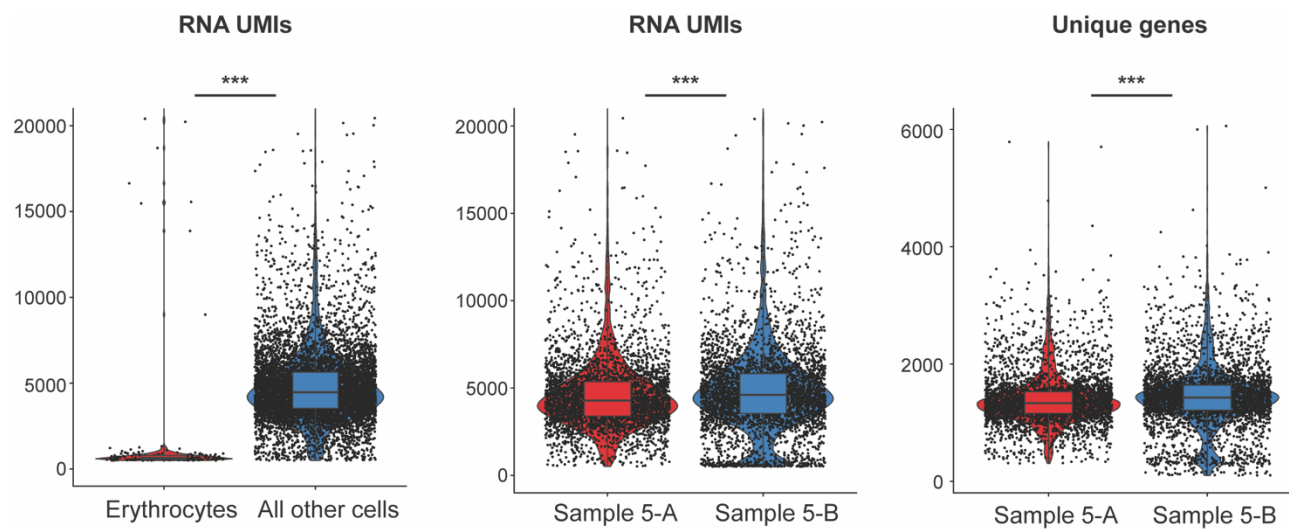 RNA UMIs
***
20000
15000
10000
5000
0
Erythrocytes
All other cells
RNA UMIs
***
20000
15000
10000
5000
0
Sample 5-A
Sample 5-B
Unique genes
***
6000
4000
2000
0
Sample 5-A
Sample 5-B